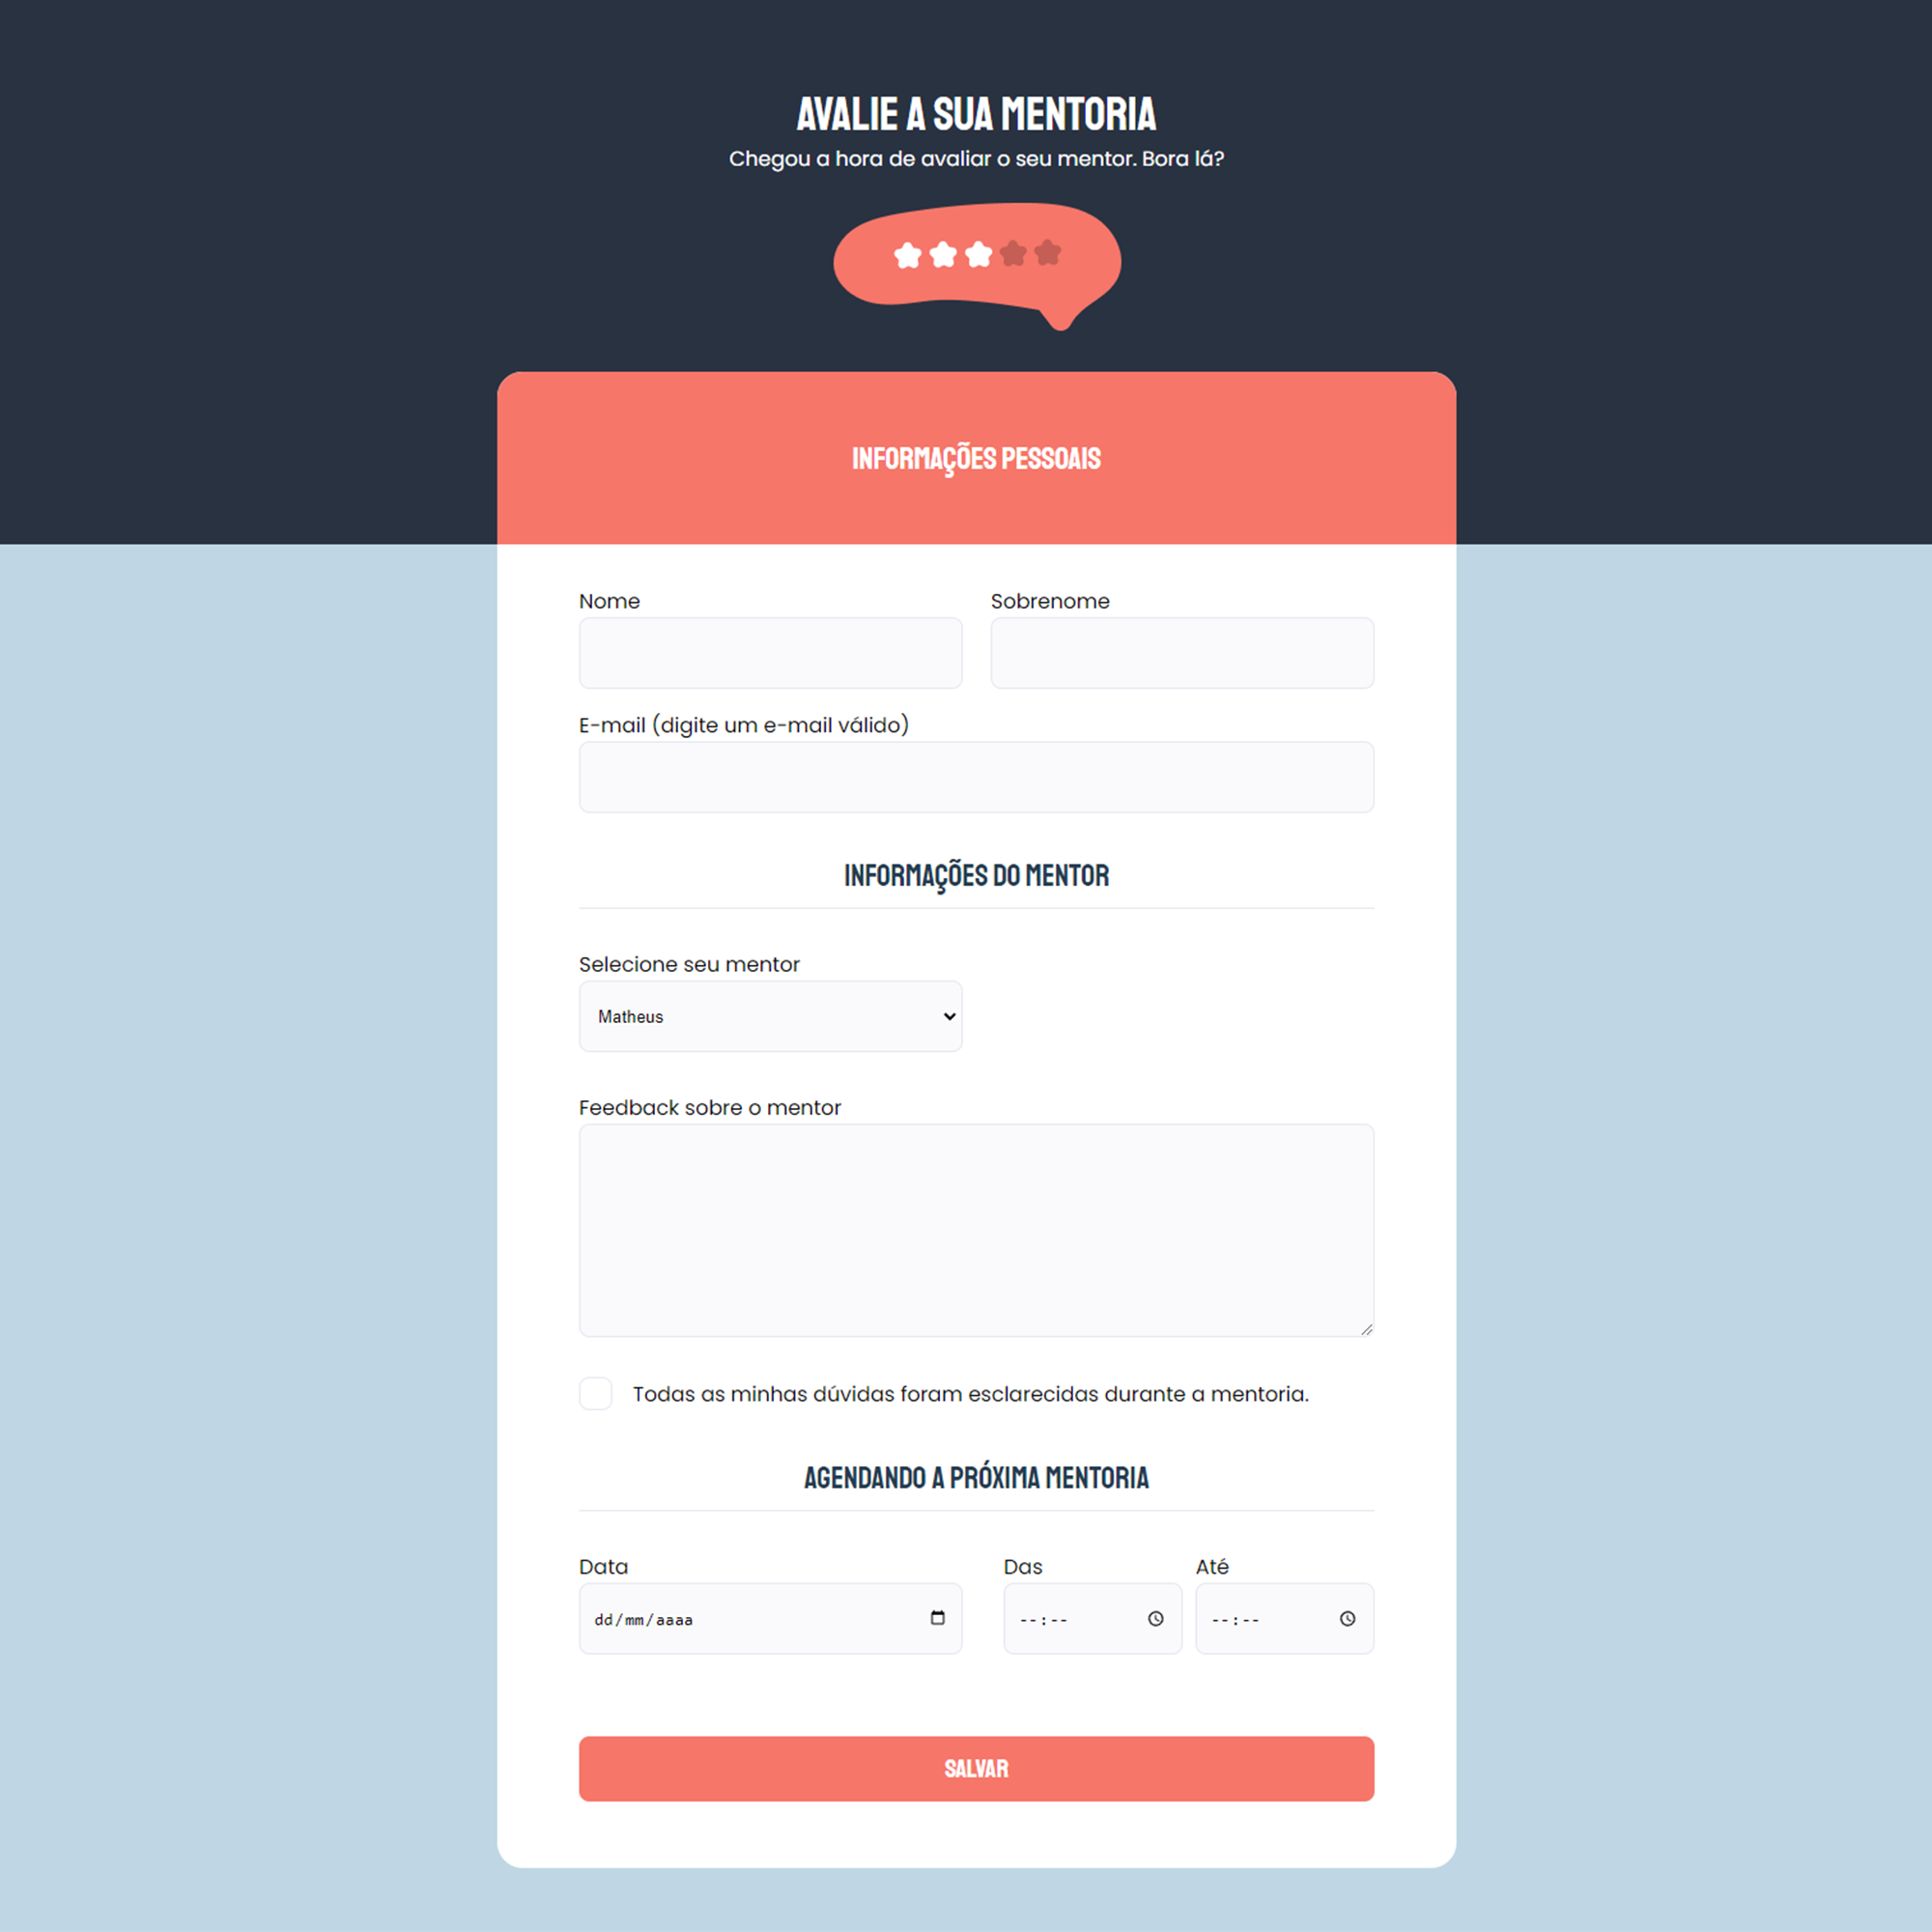 AVALIE A SUA MENTORIA
Chegou a hora de avaliar o seu mentor. Bora lá?
INFORMAÇÕES PESSOAIS
Nome
Sobrenome
E-mail (digite um e-mail válido)
INFORMAÇÕES DO MENTOR
Selecione seu mentor
Matheus
Feedback sobre o mentor
Todas as minhas dúvidas foram esclarecidas durante a mentoria.
AGENDANDO A PRÓXIMA MENTORIA
Data
Das
Até
dd/mm/aaaa
--:--
--:--
SALVAR